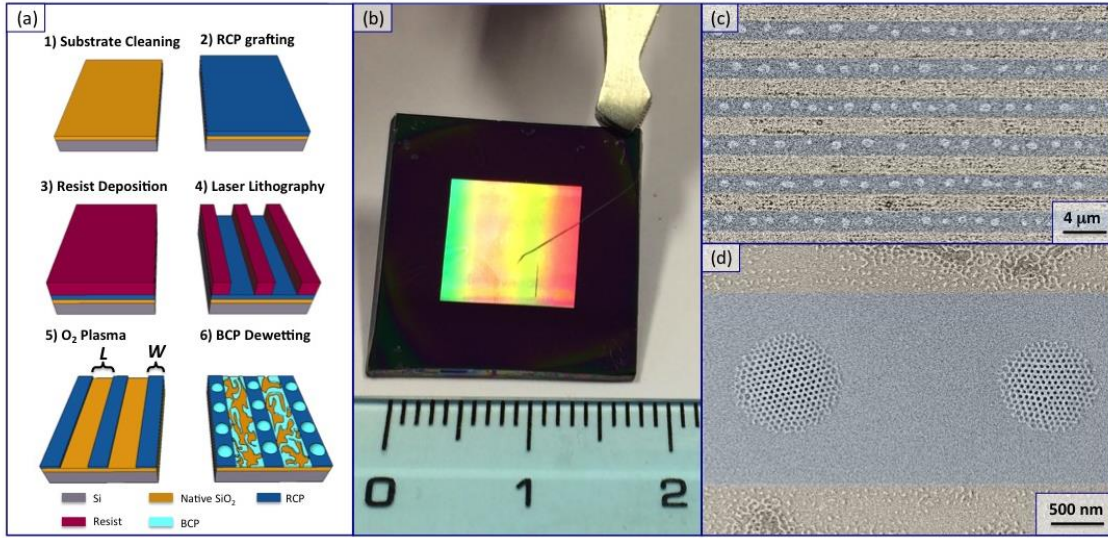 (a)
1) Substrate Cleaning
2) RCP grafting
3) Resist Deposition
4) Laser Lithography
5) O₂ Plasma
6) BCP Dewetting
L
W
Si
Native SiO₂
RCP
Resist
BCP
(b)
0 1 2
(c)
4 μm
(d)
500 nm